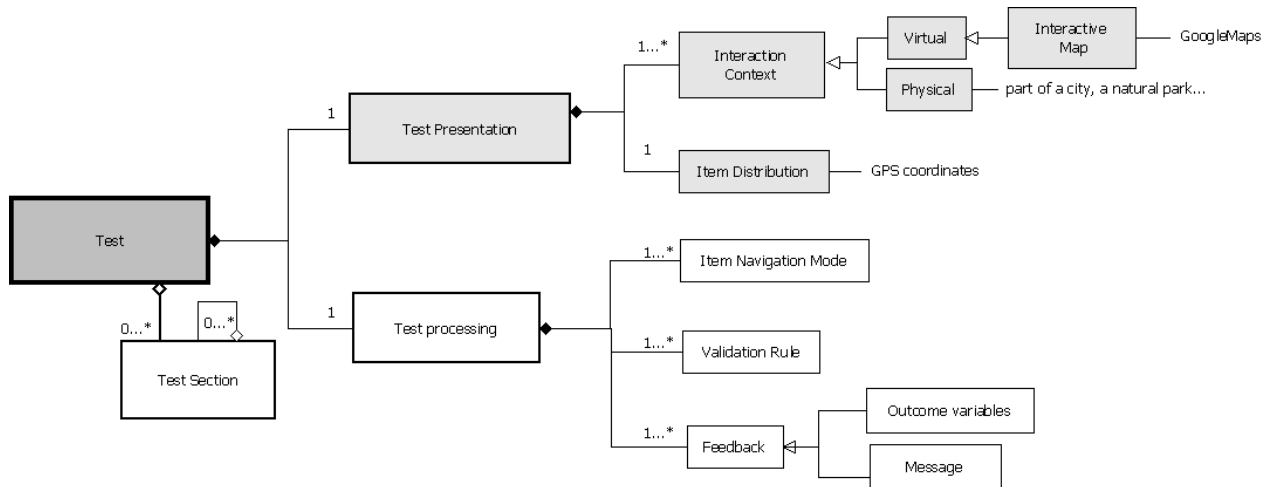 1...*
Interaction
Context
Virtual
Interactive
Map
GoogleMaps
Physical
part of a city, a natural park...
1
Test Presentation
1
Item Distribution
GPS coordinates
Test
1...*
Item Navigation Mode
0...*
0...*
Test Section
1
Test processing
1...*
Validation Rule
1...*
Feedback
Outcome variables
Message